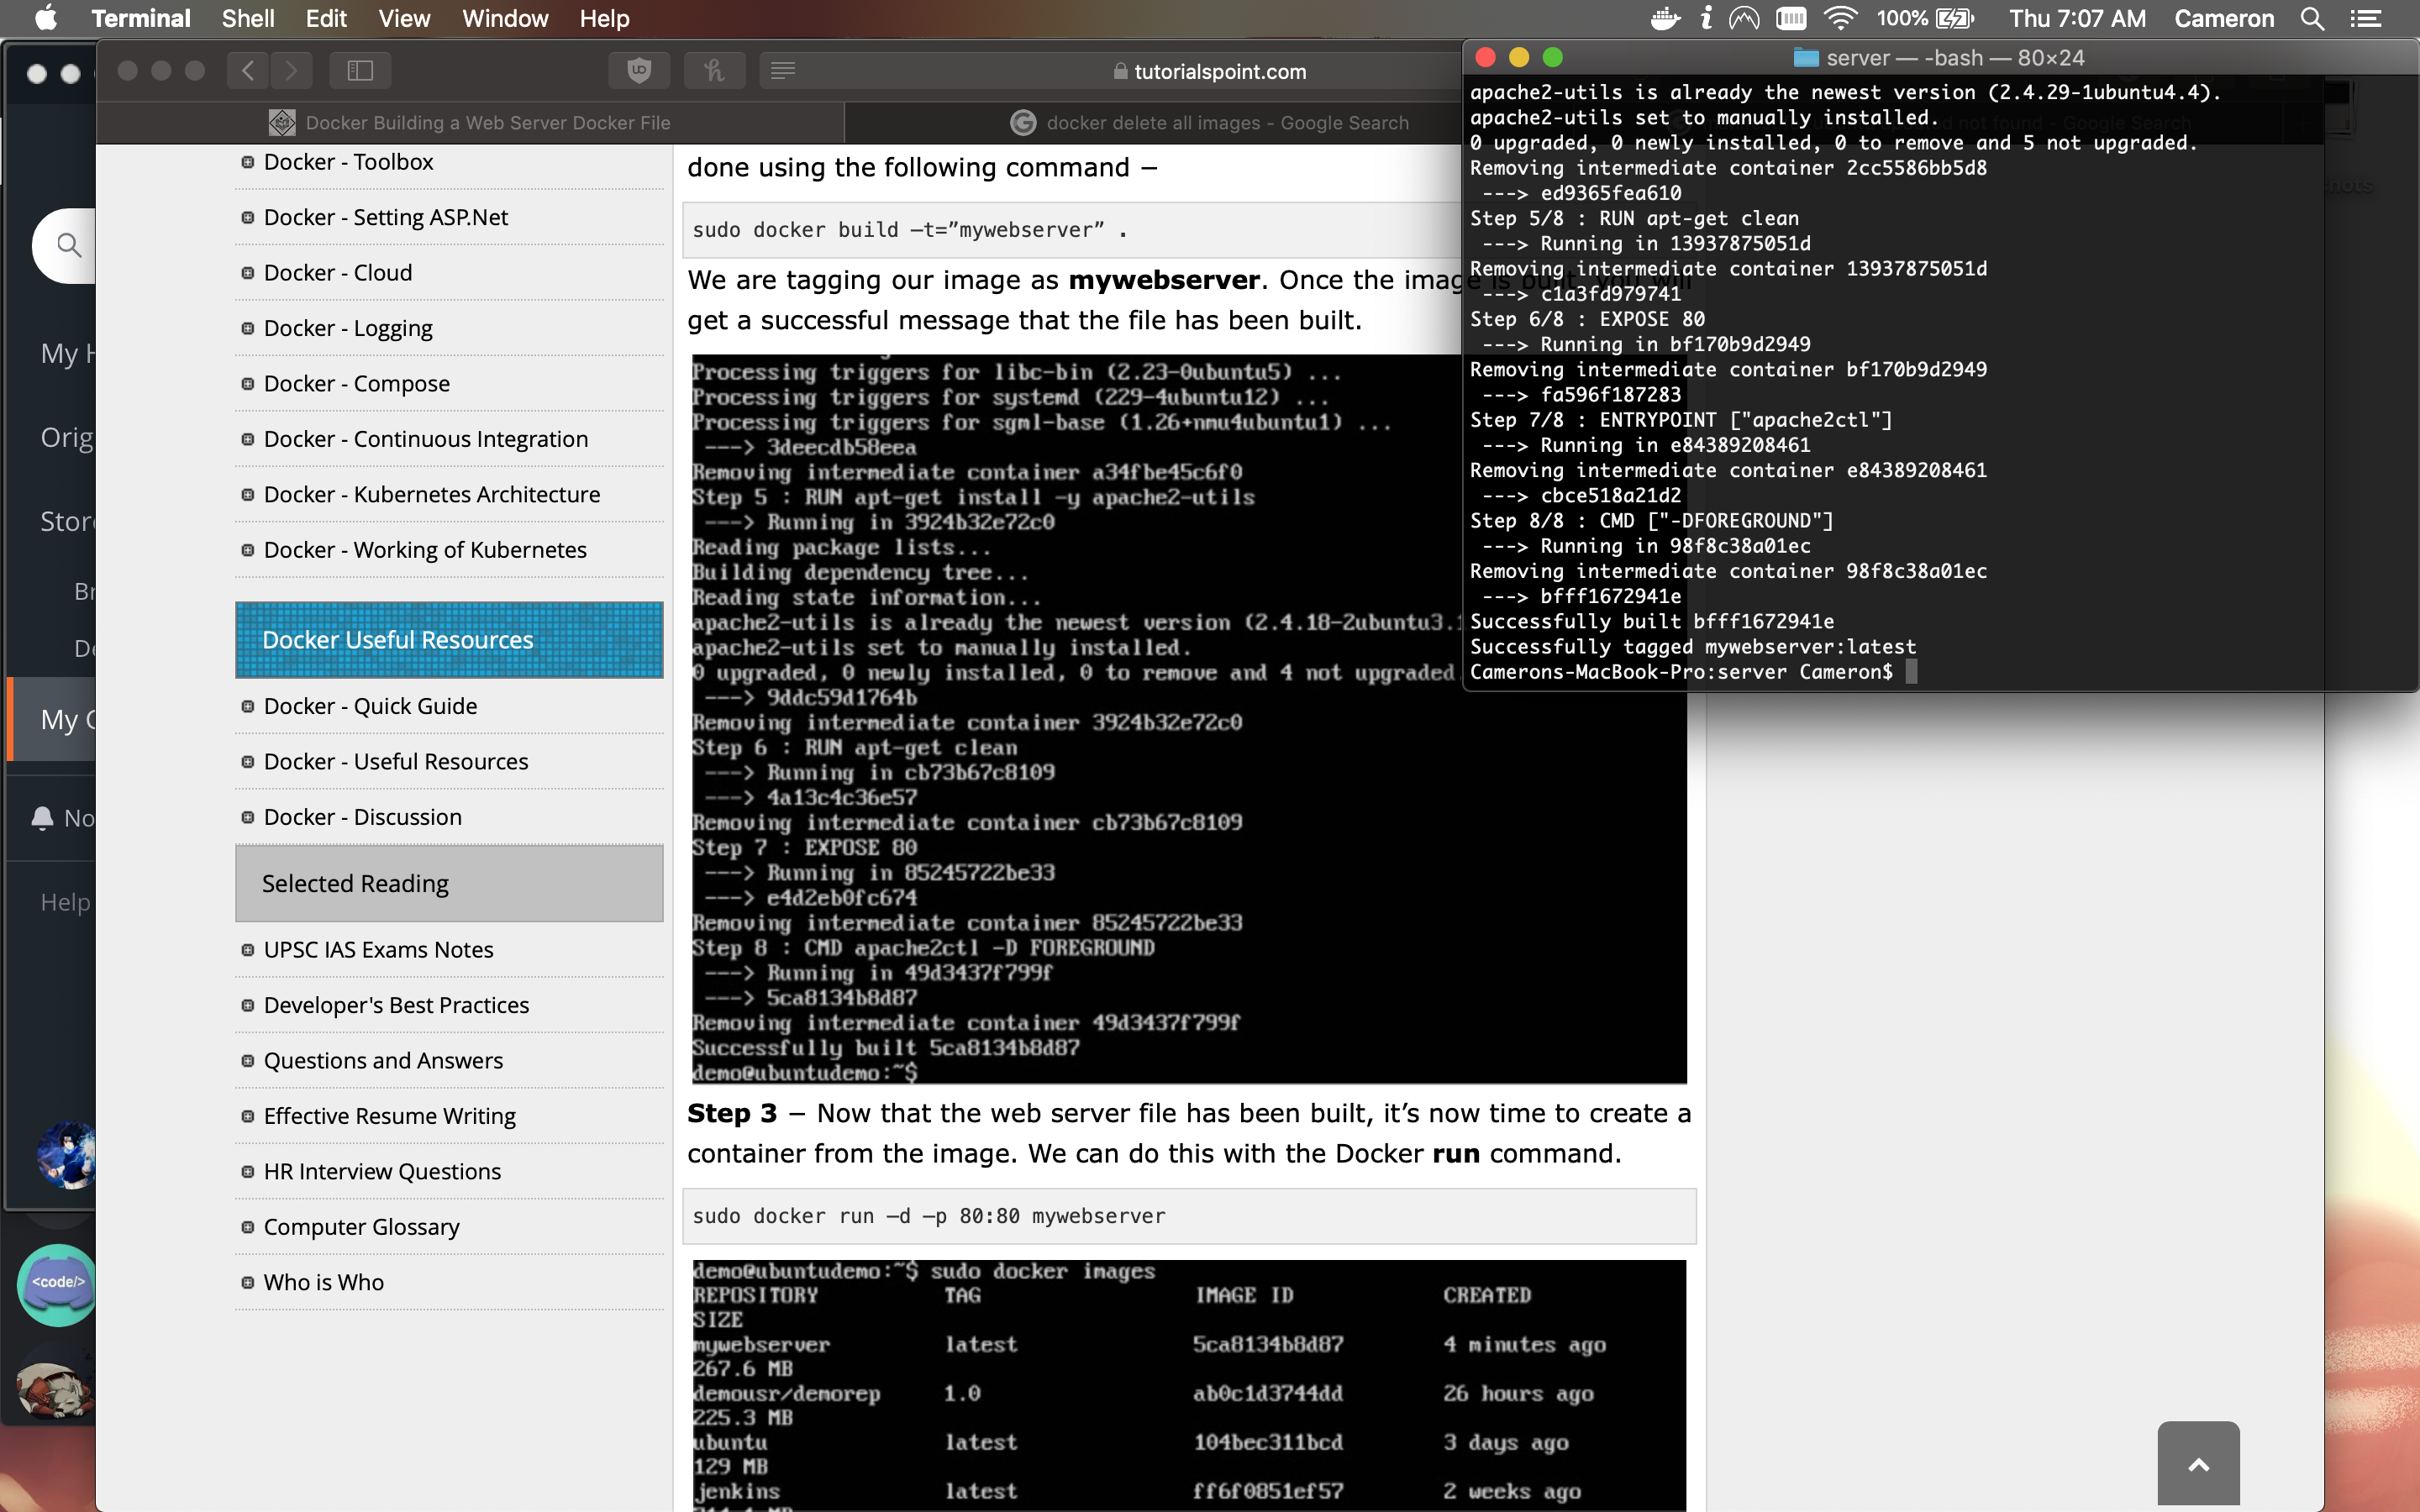 Terminal Shell Edit View Window Help
100% Thu 7:07 AM Cameron
tutorialspoint.com
Docker Building a Web Server Docker File
docker delete all images - Google Search
not found - Google Search
My
Orig
Stor
My
No
Help
<code/>
Docker - Toolbox
Docker - Setting ASP.Net
Docker - Cloud
Docker - Logging
Docker - Compose
Docker - Continuous Integration
Docker - Kubernetes Architecture
Docker - Working of Kubernetes
Docker Useful Resources
Docker - Quick Guide
Docker - Useful Resources
Docker - Discussion
Selected Reading
UPSC IAS Exams Notes
Developer's Best Practices
Questions and Answers
Effective Resume Writing
HR Interview Questions
Computer Glossary
Who is Who
done using the following command −
sudo docker build –t=”mywebserver” .
We are tagging our image as mywebserver. Once the image is built, you will
get a successful message that the file has been built.
Processing triggers for libc-bin (2.23-0ubuntu5) ...
Processing triggers for systemd (229-4ubuntu12) ...
Processing triggers for sgml-base (1.26+nmu4ubuntu1) ...
---> 3deecdb58eea
Removing intermediate container a34fbe45c6f0
Step 5 : RUN apt-get install -y apache2-utils
---> Running in 3924b32e72c0
Reading package lists...
Building dependency tree...
Reading state information...
apache2-utils is already the newest version (2.4.18-2ubuntu3.1
apache2-utils set to manually installed.
0 upgraded, 0 newly installed, 0 to remove and 4 not upgraded
---> 9ddc59d1764b
Removing intermediate container 3924b32e72c0
Step 6 : RUN apt-get clean
---> Running in cb73b67c8109
---> 4a13c4c36e57
Removing intermediate container cb73b67c8109
Step 7 : EXPOSE 80
---> Running in 85245722be33
---> e4d2eb0fc674
Removing intermediate container 85245722be33
Step 8 : CMD apache2ctl -D FOREGROUND
---> Running in 49d3437f799f
---> 5ca8134b8d87
Removing intermediate container 49d3437f799f
Successfully built 5ca8134b8d87
demo@ubuntudemo:~$
Step 3 − Now that the web server file has been built, it’s now time to create a
container from the image. We can do this with the Docker run command.
sudo docker run –d –p 80:80 mywebserver
demo@ubuntudemo:~$ sudo docker images
REPOSITORY TAG IMAGE ID CREATED
SIZE
mywebserver latest 5ca8134b8d87 4 minutes ago
267.6 MB
demousr/demorep 1.0 ab0c1d3744dd 26 hours ago
225.3 MB
ubuntu latest 104bec311bcd 3 days ago
129 MB
jenkins latest ff6f0851ef57 2 weeks ago
server — -bash — 80×24
apache2-utils is already the newest version (2.4.29-1ubuntu4.4).
apache2-utils set to manually installed.
0 upgraded, 0 newly installed, 0 to remove and 5 not upgraded.
Removing intermediate container 2cc5586bb5d8
---> ed9365fea610
Step 5/8 : RUN apt-get clean
---> Running in 13937875051d
Removing intermediate container 13937875051d
---> c1a3fd979741
Step 6/8 : EXPOSE 80
---> Running in bf170b9d2949
Removing intermediate container bf170b9d2949
---> fa596f187283
Step 7/8 : ENTRYPOINT ["apache2ctl"]
---> Running in e84389208461
Removing intermediate container e84389208461
---> cbce518a21d2
Step 8/8 : CMD ["-DFOREGROUND"]
---> Running in 98f8c38a01ec
Removing intermediate container 98f8c38a01ec
---> bfff1672941e
Successfully built bfff1672941e
Successfully tagged mywebserver:latest
Camerons-MacBook-Pro:server Cameron$